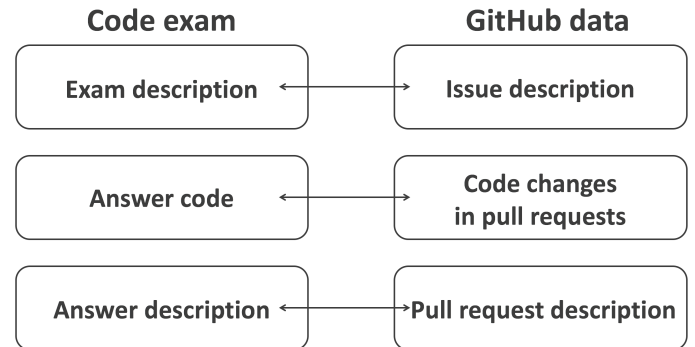 Code exam
GitHub data
Exam description
Issue description
Answer code
Code changes
in pull requests
Answer description
Pull request description